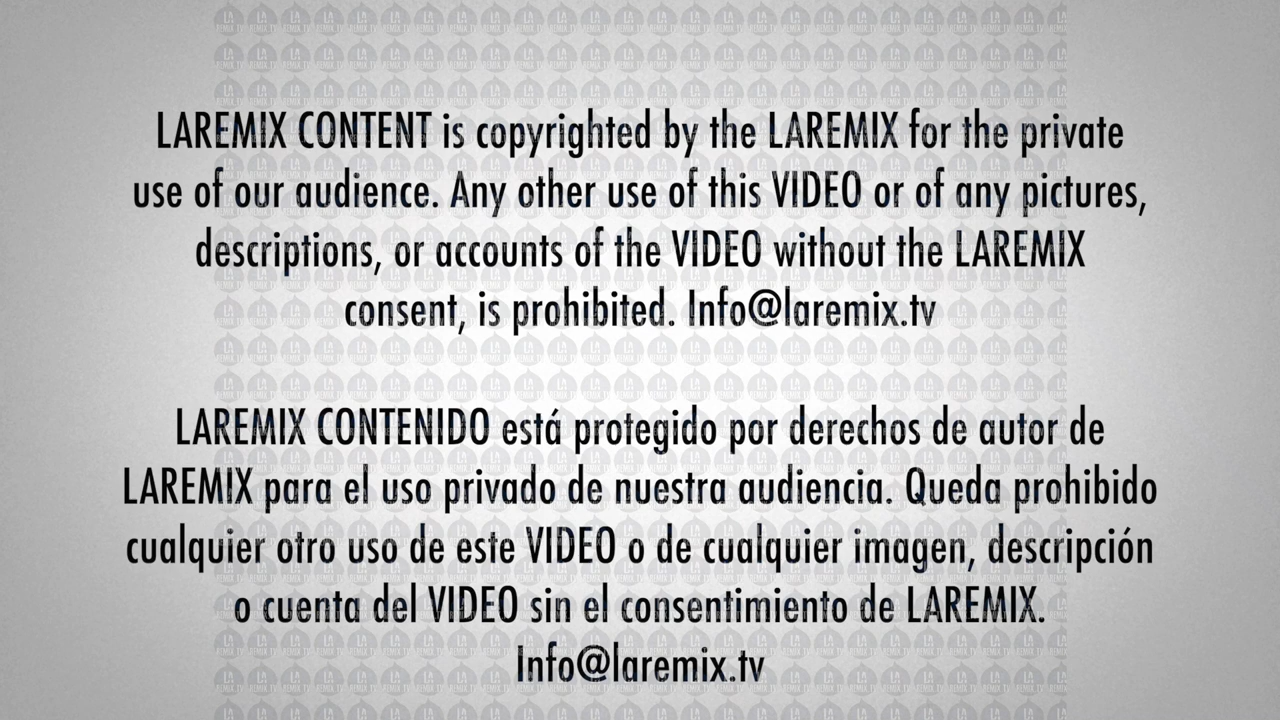 LAREMIX CONTENT is copyrighted by the LAREMIX for the private
use of our audience. Any other use of this VIDEO or of any pictures,
descriptions, or accounts of the VIDEO without the LAREMIX
consent, is prohibited. Info@laremix.tv
LAREMIX CONTENIDO está protegido por derechos de autor de
LAREMIX para el uso privado de nuestra audiencia. Queda prohibido
cualquier otro uso de este VIDEO o de cualquier imagen, descripción
o cuenta del VIDEO sin el consentimiento de LAREMIX.
Info@laremix.tv